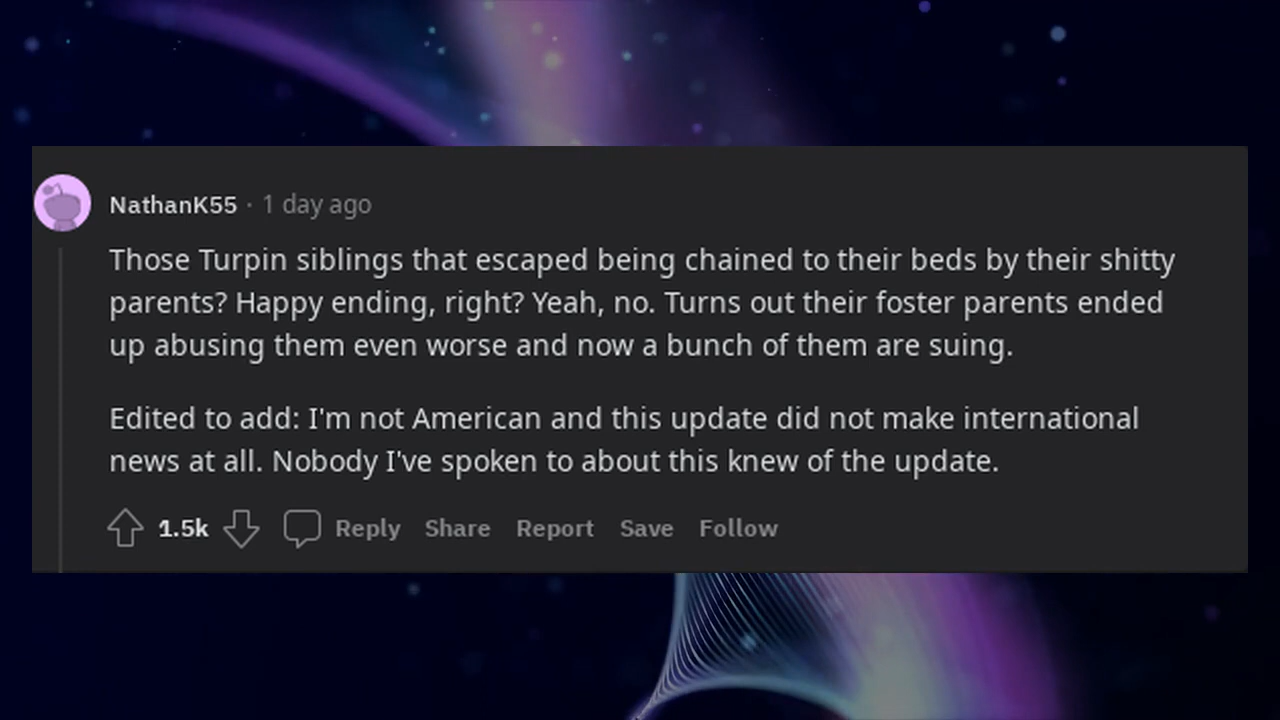 NathanK55 · 1 day ago
Those Turpin siblings that escaped being chained to their beds by their shitty
parents? Happy ending, right? Yeah, no. Turns out their foster parents ended
up abusing them even worse and now a bunch of them are suing.
Edited to add: I'm not American and this update did not make international
news at all. Nobody I've spoken to about this knew of the update.
1.5k Reply Share Report Save Follow